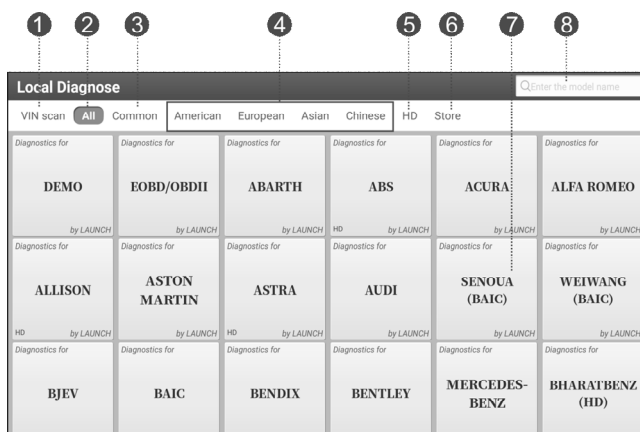 1 2 3 4 5 6 7 8
Local Diagnose
Enter the model name
VIN scan All Common American European Asian Chinese HD Store
Diagnostics for Diagnostics for Diagnostics for Diagnostics for Diagnostics for Diagnostics for
DEMO EOBD/OBDII ABARTH ABS ACURA ALFA ROMEO
by LAUNCH by LAUNCH by LAUNCH HD by LAUNCH by LAUNCH by LAUNCH
Diagnostics for Diagnostics for Diagnostics for Diagnostics for Diagnostics for Diagnostics for
ALLISON ASTON MARTIN ASTRA AUDI SENOUA (BAIC) WEIWANG (BAIC)
HD by LAUNCH by LAUNCH HD by LAUNCH by LAUNCH by LAUNCH by LAUNCH
Diagnostics for Diagnostics for Diagnostics for Diagnostics for Diagnostics for Diagnostics for
BJEV BAIC BENDIX BENTLEY MERCEDES-BENZ BHARATBENZ (HD)